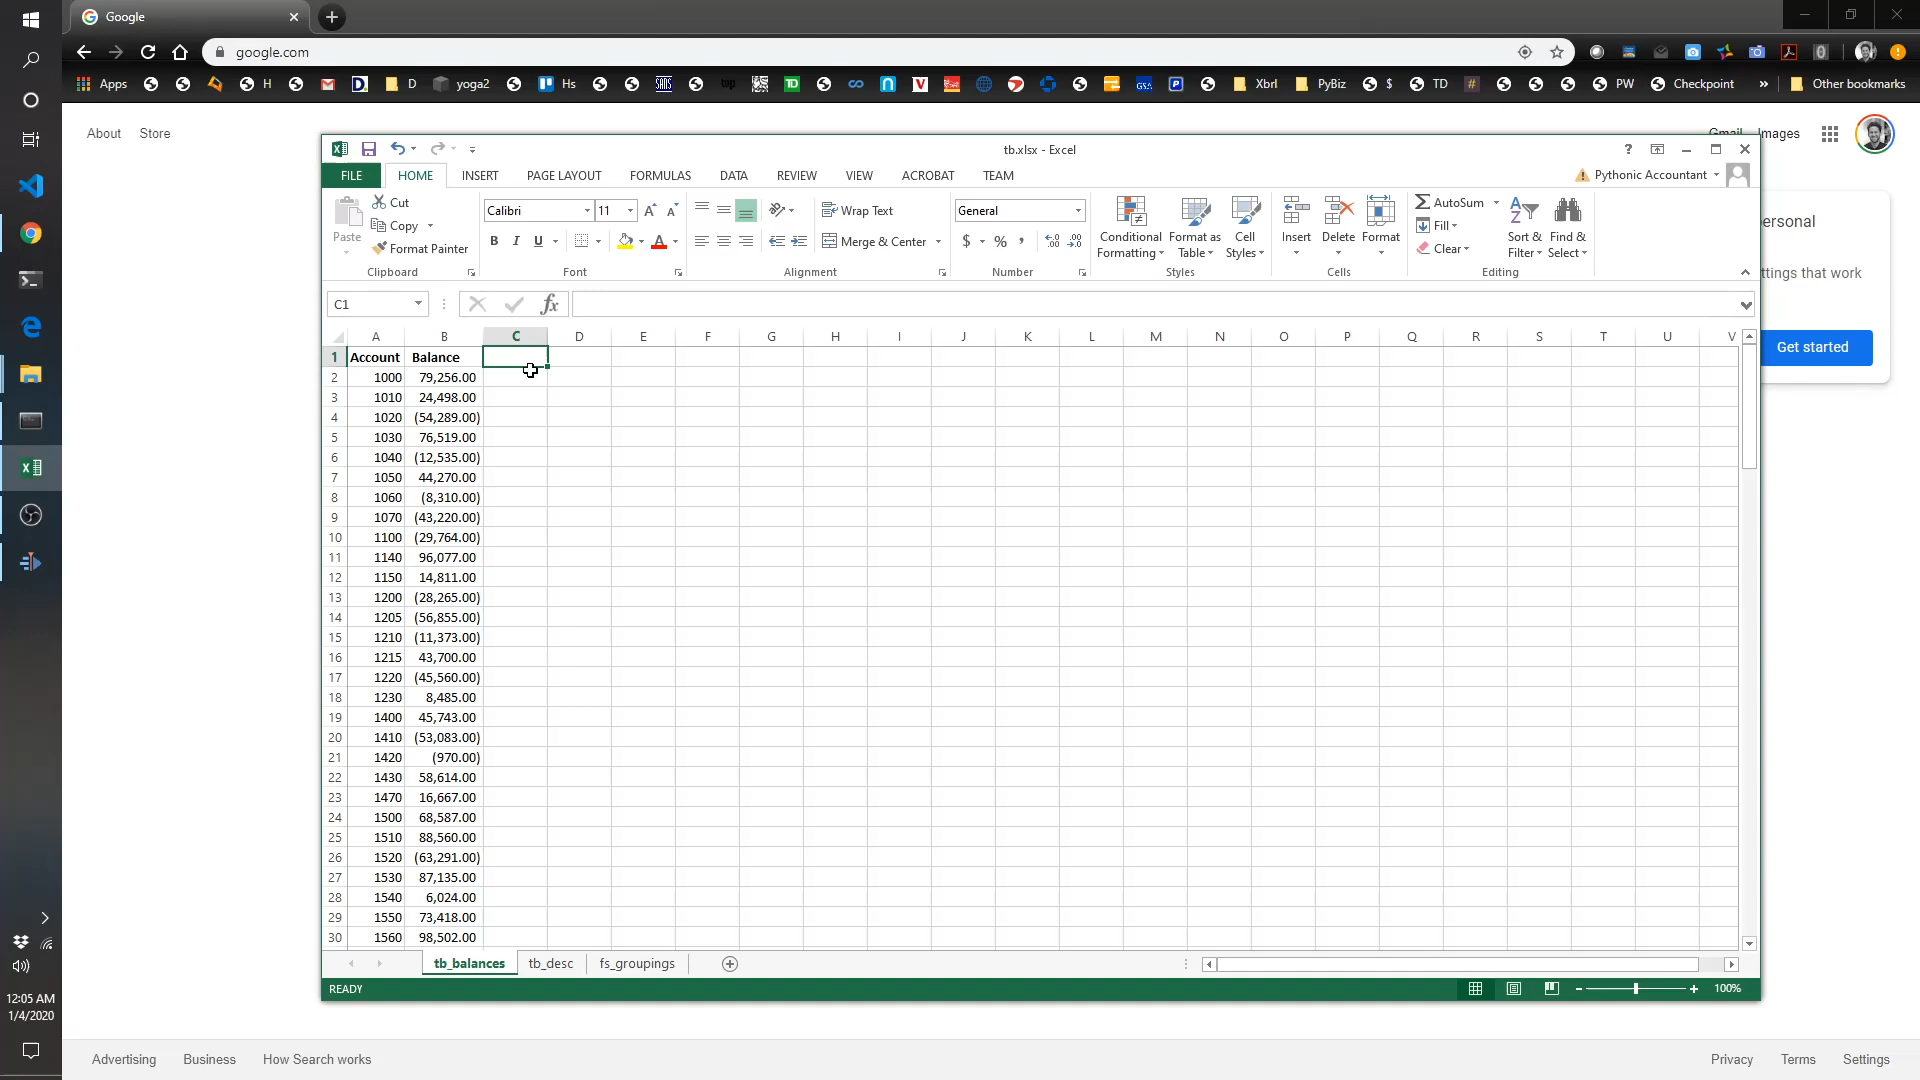 Google
google.com
Apps H D yoga2 Hs TD Xbrl PyBiz $ TD # PW Checkpoint » Other bookmarks
About Store
Gmail Images
tb.xlsx - Excel
FILE HOME INSERT PAGE LAYOUT FORMULAS DATA REVIEW VIEW ACROBAT TEAM
Pythonic Accountant
Paste
Cut
Copy
Format Painter
Clipboard
Calibri 11
B I U
Font
Wrap Text
Merge & Center
Alignment
General
$ % ,
Number
Conditional Formatting
Format as Table
Cell Styles
Styles
Insert Delete Format
Cells
AutoSum
Fill
Clear
Sort & Filter
Find & Select
Editing
ersonal
ttings that work
Get started
C1
fx
A B C D E F G H I J K L M N O P Q R S T U V
1 Account Balance
2 1000 79,256.00
3 1010 24,498.00
4 1020 (54,289.00)
5 1030 76,519.00
6 1040 (12,535.00)
7 1050 44,270.00
8 1060 (8,310.00)
9 1070 (43,220.00)
10 1100 (29,764.00)
11 1140 96,077.00
12 1150 14,811.00
13 1200 (28,265.00)
14 1205 (56,855.00)
15 1210 (11,373.00)
16 1215 43,700.00
17 1220 (45,560.00)
18 1230 8,485.00
19 1400 45,743.00
20 1410 (53,083.00)
21 1420 (970.00)
22 1430 58,614.00
23 1470 16,667.00
24 1500 68,587.00
25 1510 88,560.00
26 1520 (63,291.00)
27 1530 87,135.00
28 1540 6,024.00
29 1550 73,418.00
30 1560 98,502.00
tb_balances tb_desc fs_groupings
READY
100%
12:05 AM
1/4/2020
Advertising Business How Search works
Privacy Terms Settings